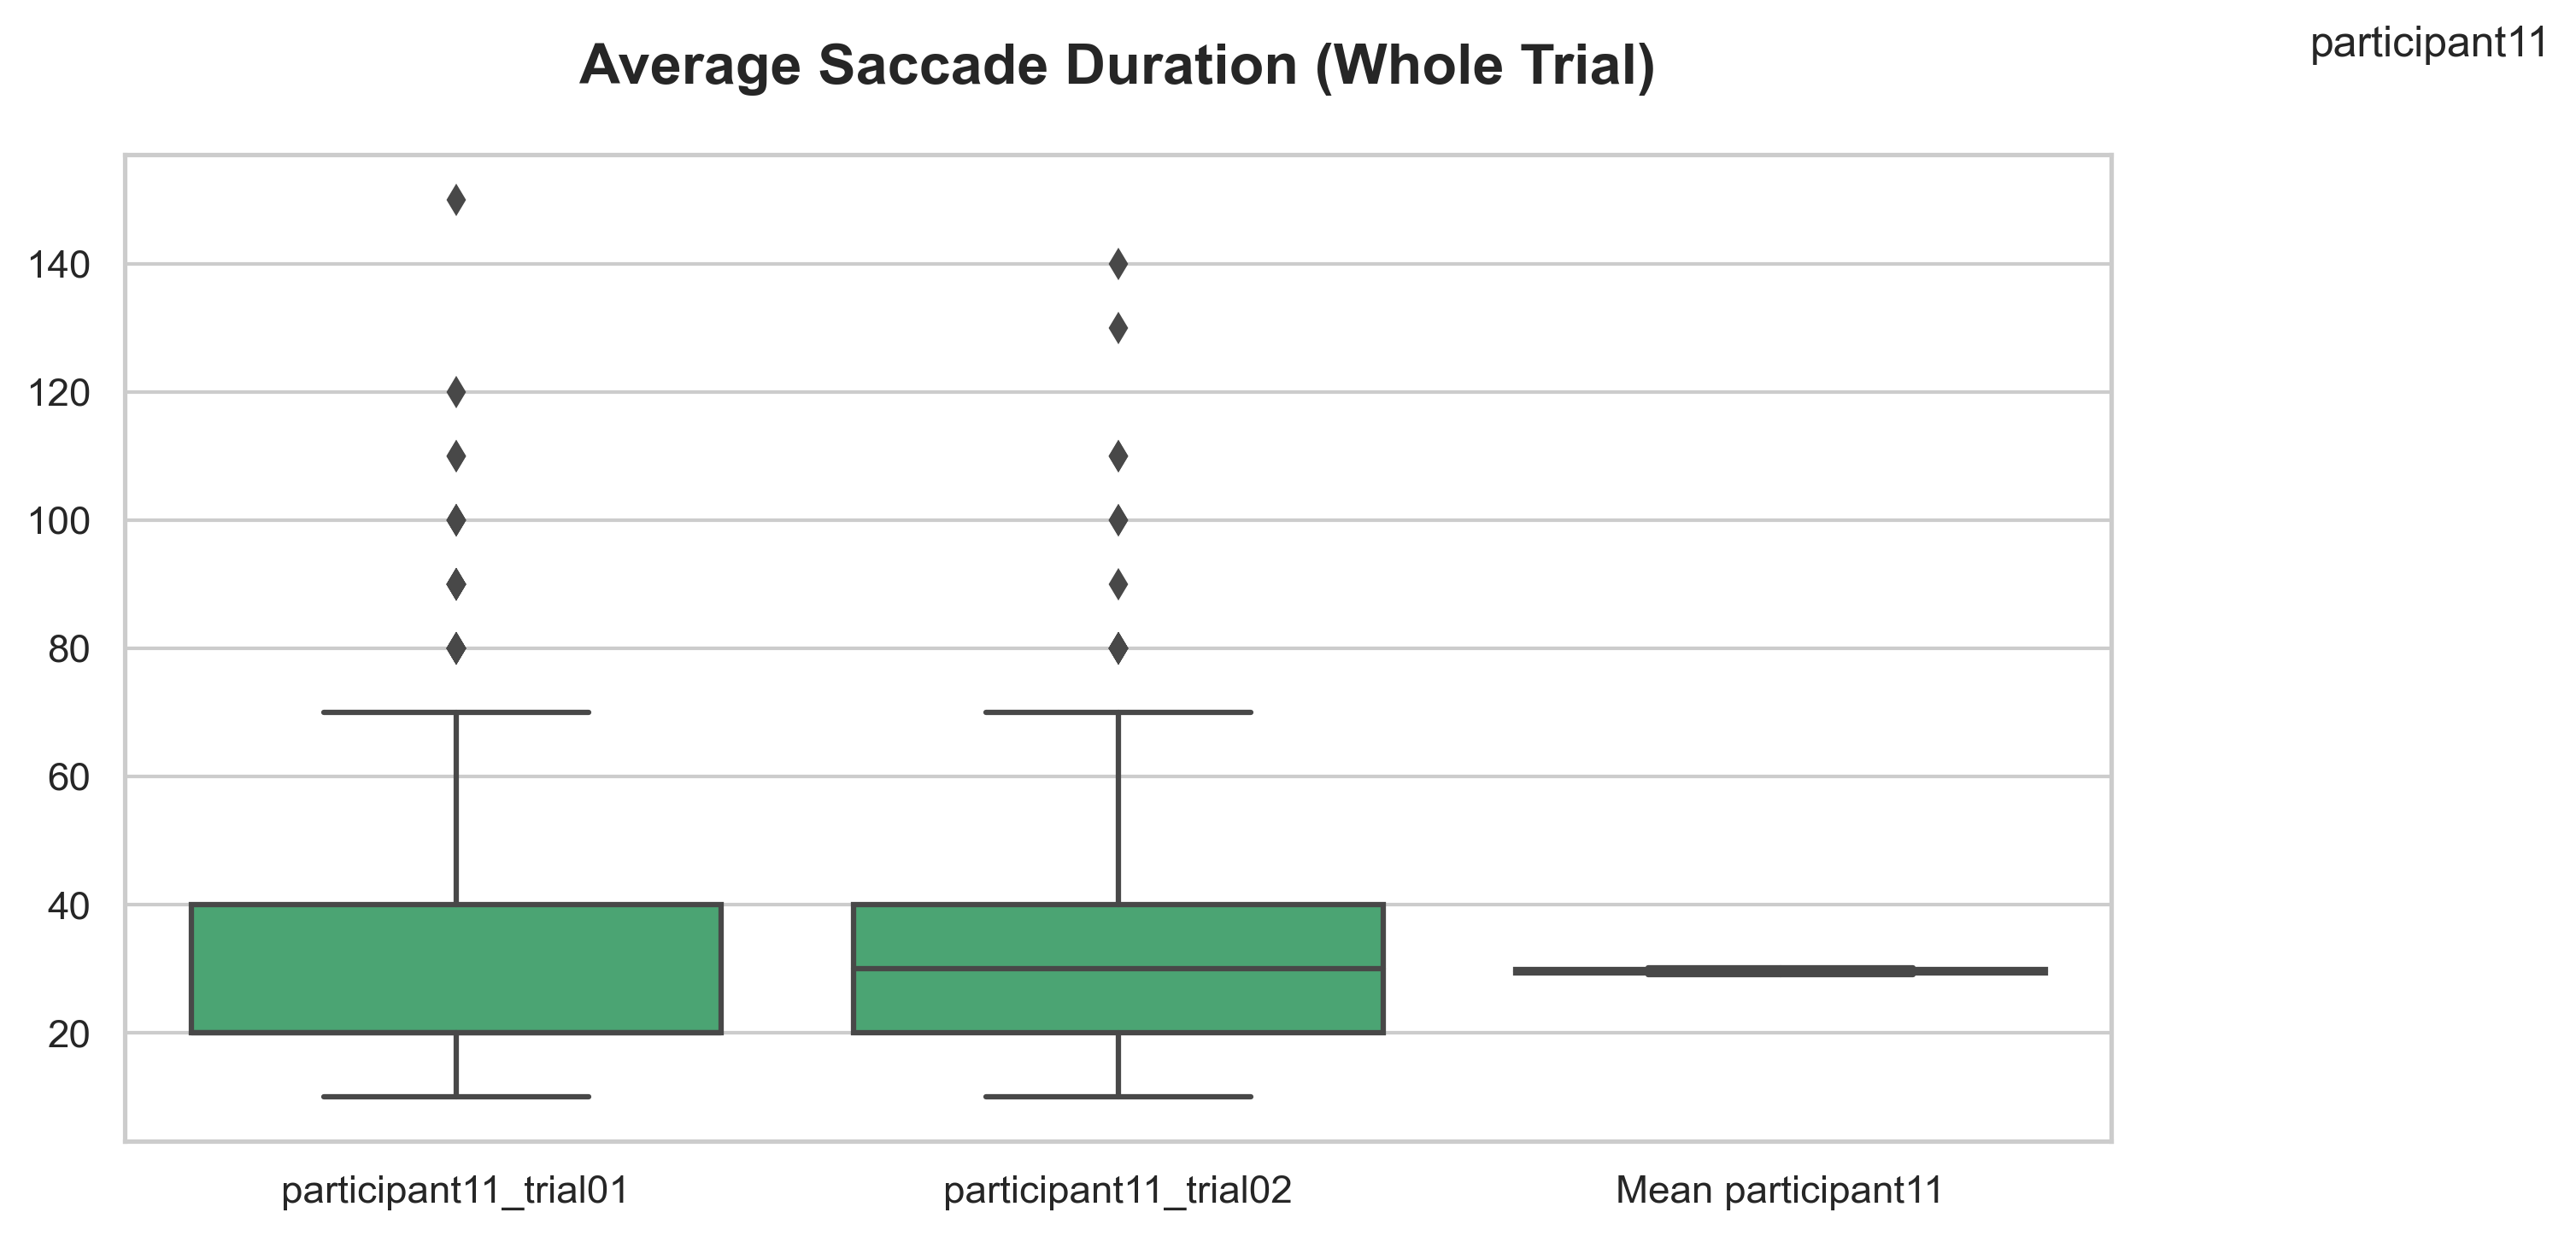 participant11
Average Saccade Duration (Whole Trial)
140
120
100
80
60
40
20
participant11_trial01
participant11_trial02
Mean participant11